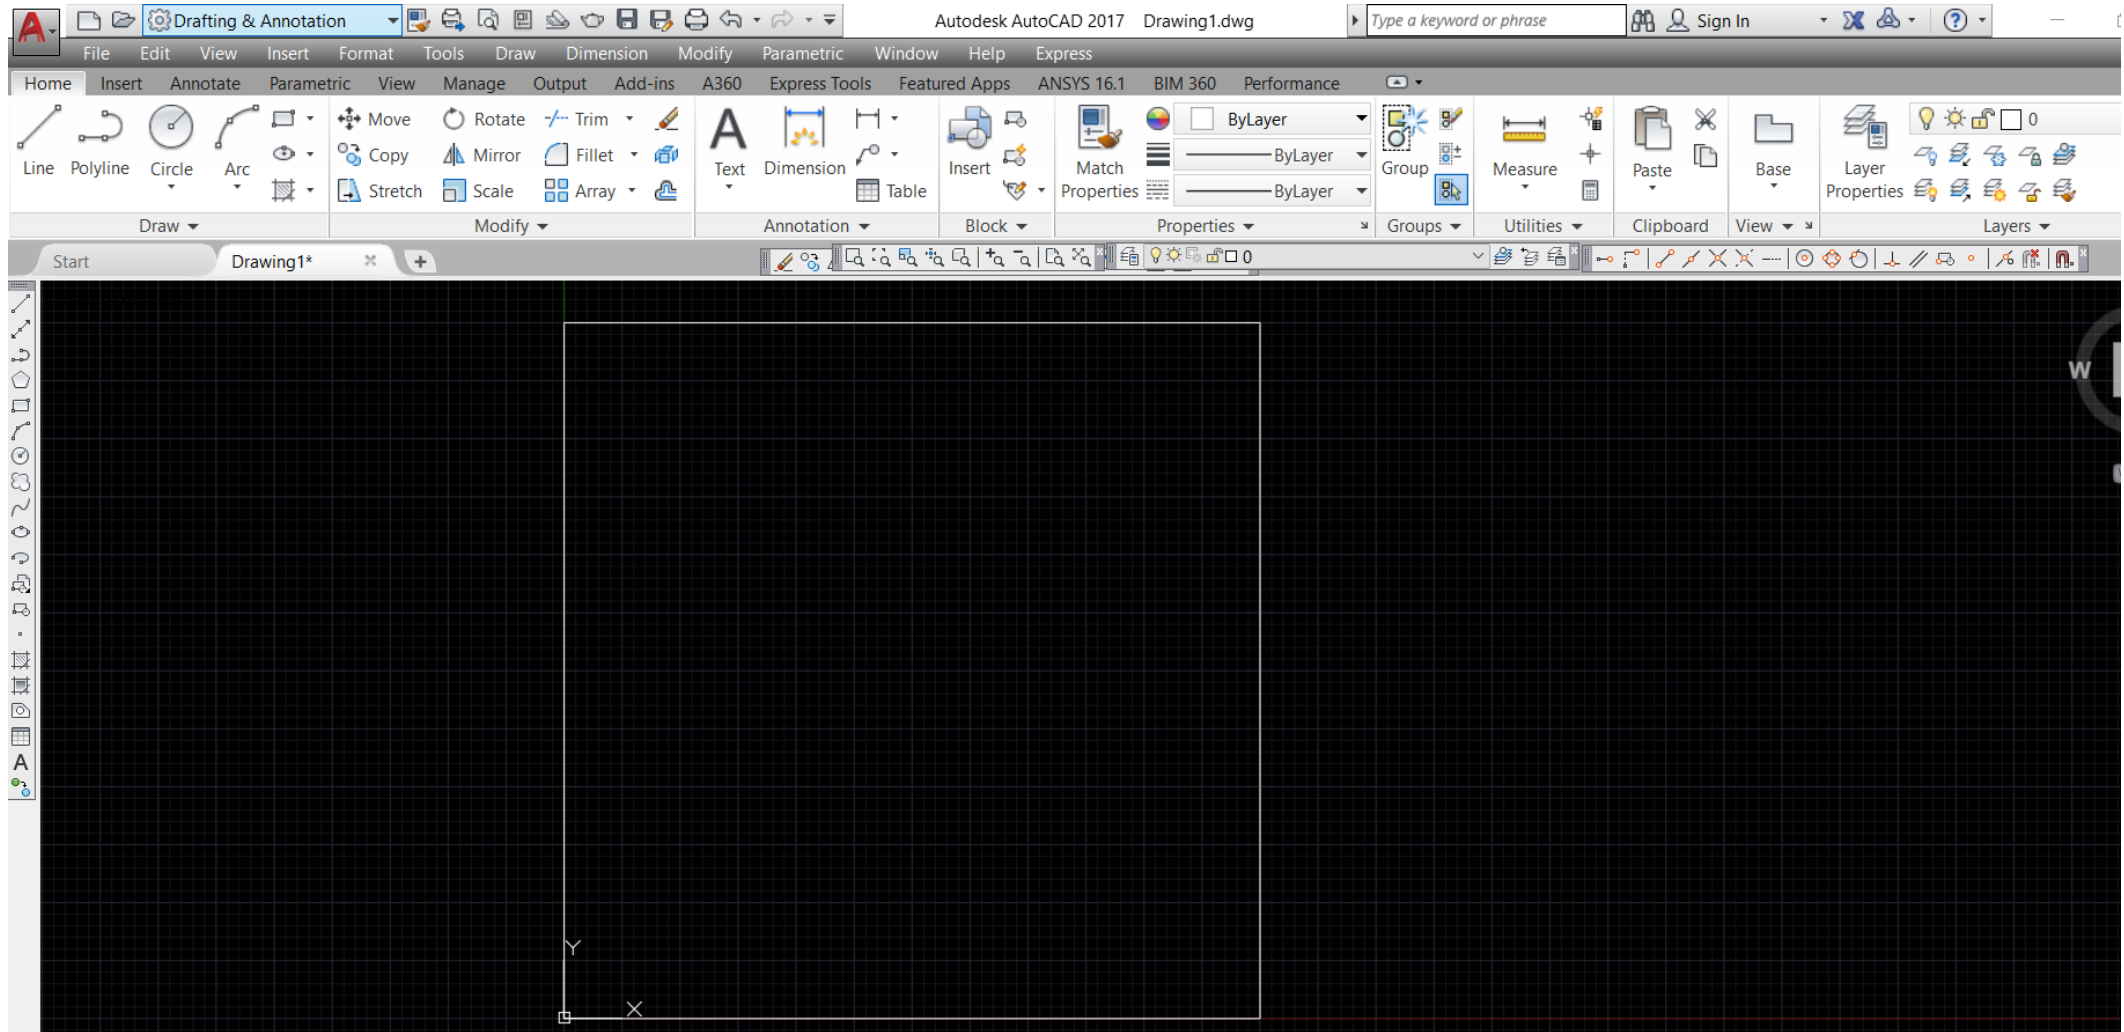 Drafting & Annotation Autodesk AutoCAD 2017 Drawing1.dwg Type a keyword or phrase Sign In
File Edit View Insert Format Tools Draw Dimension Modify Parametric Window Help Express
Home Insert Annotate Parametric View Manage Output Add-ins A360 Express Tools Featured Apps ANSYS 16.1 BIM 360 Performance
Move Rotate Trim ByLayer 0
Line Polyline Circle Arc Copy Mirror Fillet Text Dimension Insert Match ByLayer Group Measure Paste Base Layer
Stretch Scale Array Table Properties ByLayer Properties
Draw Modify Annotation Block Properties Groups Utilities Clipboard View Layers
Start Drawing1* 0
W
A
Y
X